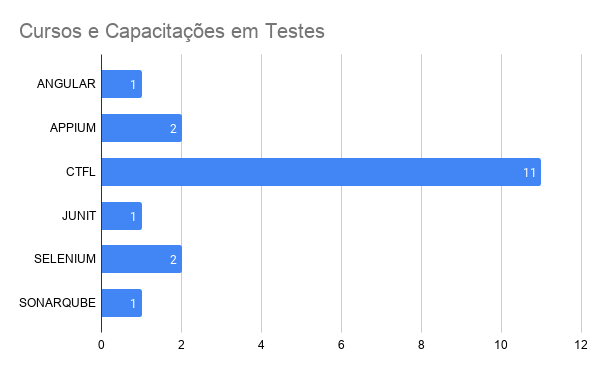 Cursos e Capacitações em Testes
ANGULAR 1
APPIUM 2
CTFL 11
JUNIT 1
SELENIUM 2
SONARQUBE 1
0 2 4 6 8 10 12